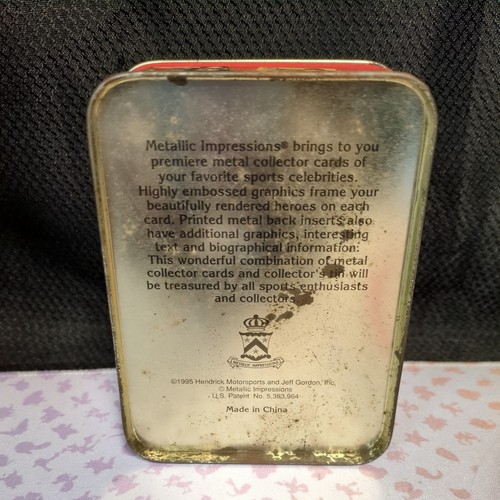 Metallic Impressions® brings to you
premiere metal collector cards of
your favorite sports celebrities.
Highly embossed graphics frame your
beautifully rendered heroes on each
card. Printed metal back inserts also
have additional graphics, interesting
text and biographical information.
This wonderful combination of metal
collector cards and collector's tin will
be treasured by all sports enthusiasts
and collectors.
METALLIC IMPRESSIONS
©1995 Hendrick Motorsports and Jeff Gordon, Inc.
© Metallic Impressions
U.S. Patent No. 5,363,964
Made in China